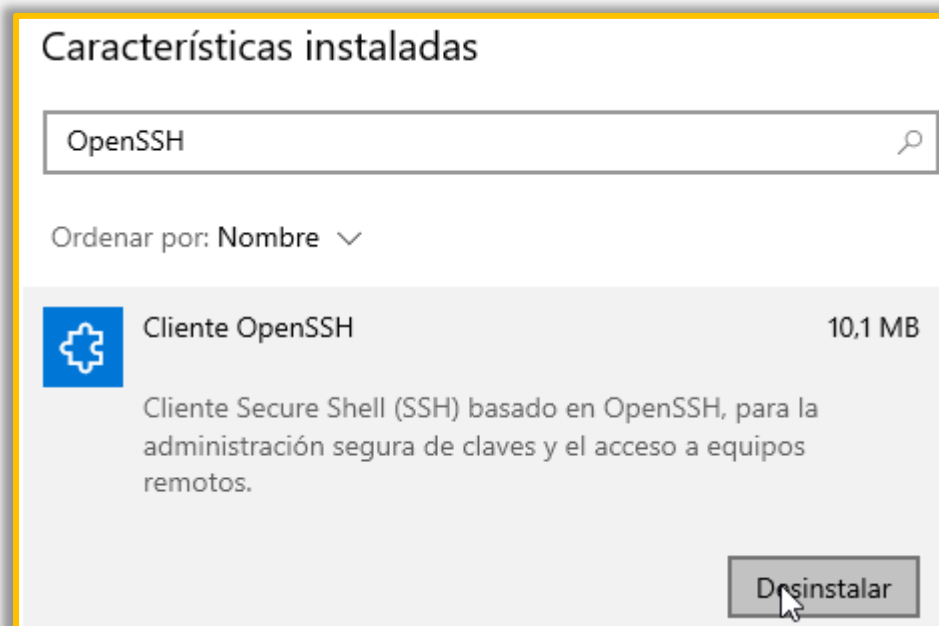 Características instaladas
OpenSSH
Ordenar por: Nombre
Cliente OpenSSH 10,1 MB
Cliente Secure Shell (SSH) basado en OpenSSH, para la
administración segura de claves y el acceso a equipos
remotos.
Desinstalar